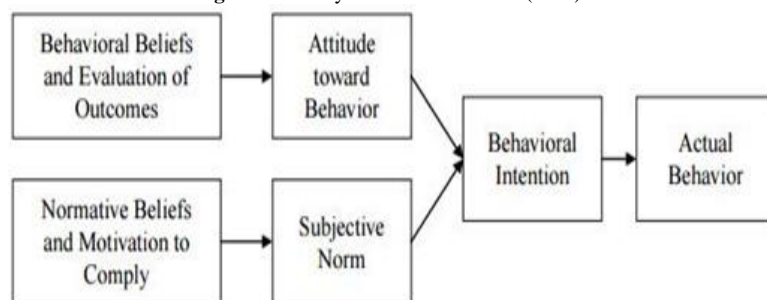 Behavioral Beliefs
and Evaluation of
Outcomes
Attitude
toward
Behavior
Normative Beliefs
and Motivation to
Comply
Subjective
Norm
Behavioral
Intention
Actual
Behavior